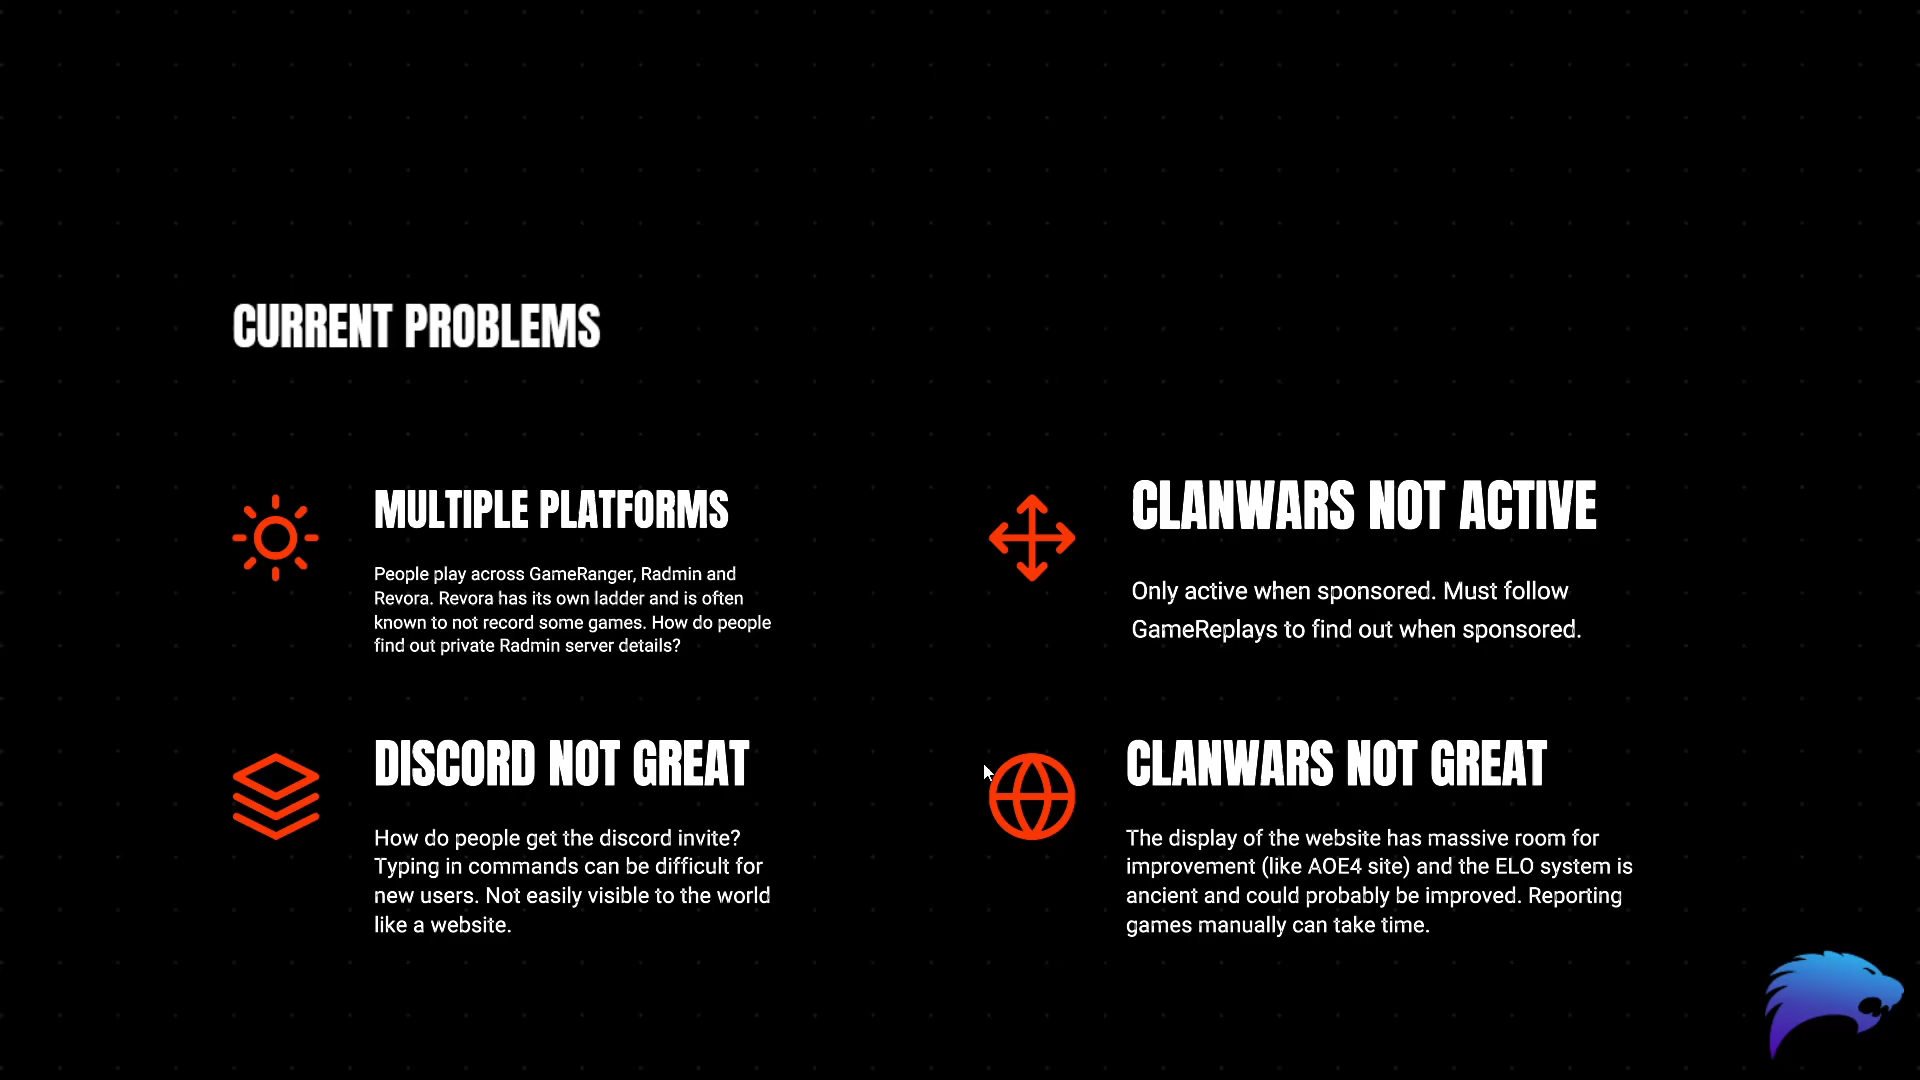 CURRENT PROBLEMS
MULTIPLE PLATFORMS
People play across GameRanger, Radmin and
Revora. Revora has its own ladder and is often
known to not record some games. How do people
find out private Radmin server details?
CLANWARS NOT ACTIVE
Only active when sponsored. Must follow
GameReplays to find out when sponsored.
DISCORD NOT GREAT
How do people get the discord invite?
Typing in commands can be difficult for
new users. Not easily visible to the world
like a website.
CLANWARS NOT GREAT
The display of the website has massive room for
improvement (like AOE4 site) and the ELO system is
ancient and could probably be improved. Reporting
games manually can take time.